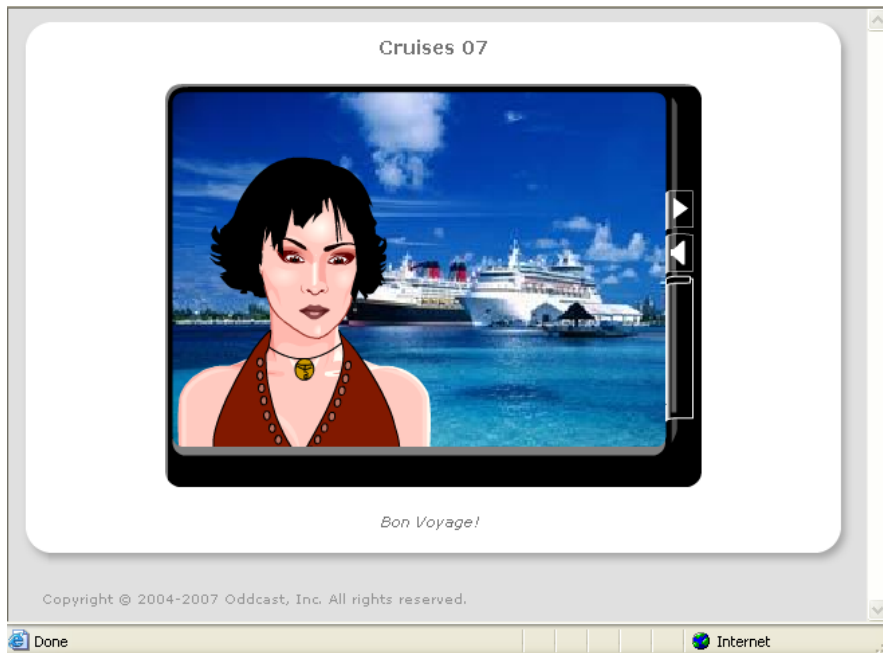 Cruises 07
Bon Voyage!
Copyright © 2004-2007 Oddcast, Inc. All rights reserved.
Done
Internet